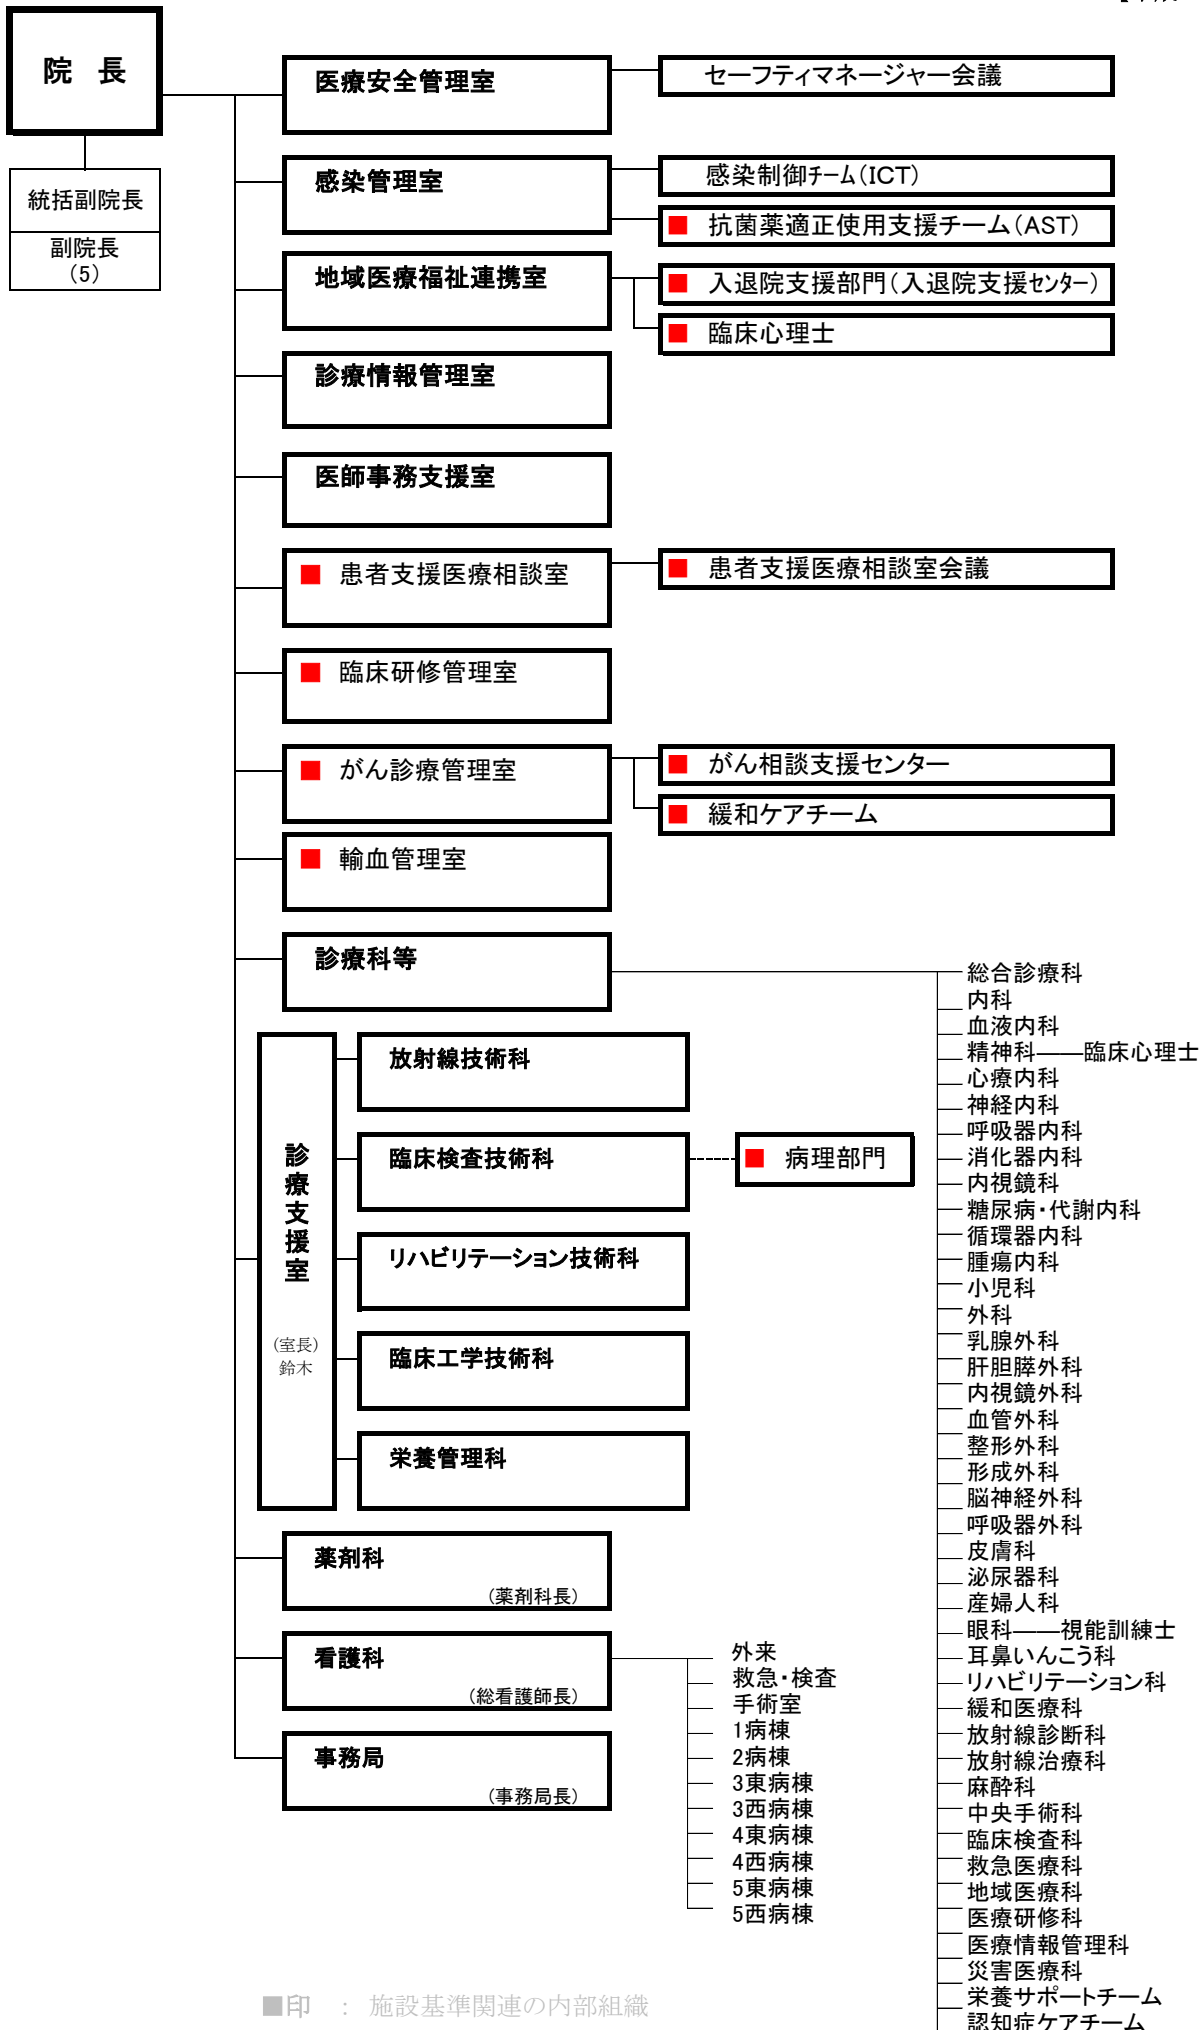 院 長
統括副院長
副院長
(5)
医療安全管理室
セーフティマネージャー会議
感染管理室
感染制御チーム(ICT)
■ 抗菌薬適正使用支援チーム(AST)
地域医療福祉連携室
■ 入退院支援部門(入退院支援センター)
■ 臨床心理士
診療情報管理室
医師事務支援室
■ 患者支援医療相談室
■ 患者支援医療相談室会議
■ 臨床研修管理室
■ がん診療管理室
■ がん相談支援センター
■ 緩和ケアチーム
■ 輸血管理室
診療科等
総合診療科
内科
血液内科
精神科――臨床心理士
心療内科
神経内科
呼吸器内科
消化器内科
内視鏡科
糖尿病・代謝内科
循環器内科
腫瘍内科
小児科
外科
乳腺外科
肝胆膵外科
内視鏡外科
血管外科
整形外科
形成外科
脳神経外科
呼吸器外科
皮膚科
泌尿器科
産婦人科
眼科――視能訓練士
耳鼻いんこう科
リハビリテーション科
緩和医療科
放射線診断科
放射線治療科
麻酔科
中央手術科
臨床検査科
救急医療科
地域医療科
医療研修科
医療情報管理科
災害医療科
栄養サポートチーム
認知症ケアチーム
診療支援室
(室長)
鈴木
放射線技術科
臨床検査技術科
■ 病理部門
リハビリテーション技術科
臨床工学技術科
栄養管理科
薬剤科
(薬剤科長)
看護科
(総看護師長)
外来
救急・検査
手術室
1病棟
2病棟
3東病棟
3西病棟
4東病棟
4西病棟
5東病棟
5西病棟
事務局
(事務局長)
■印 : 施設基準関連の内部組織